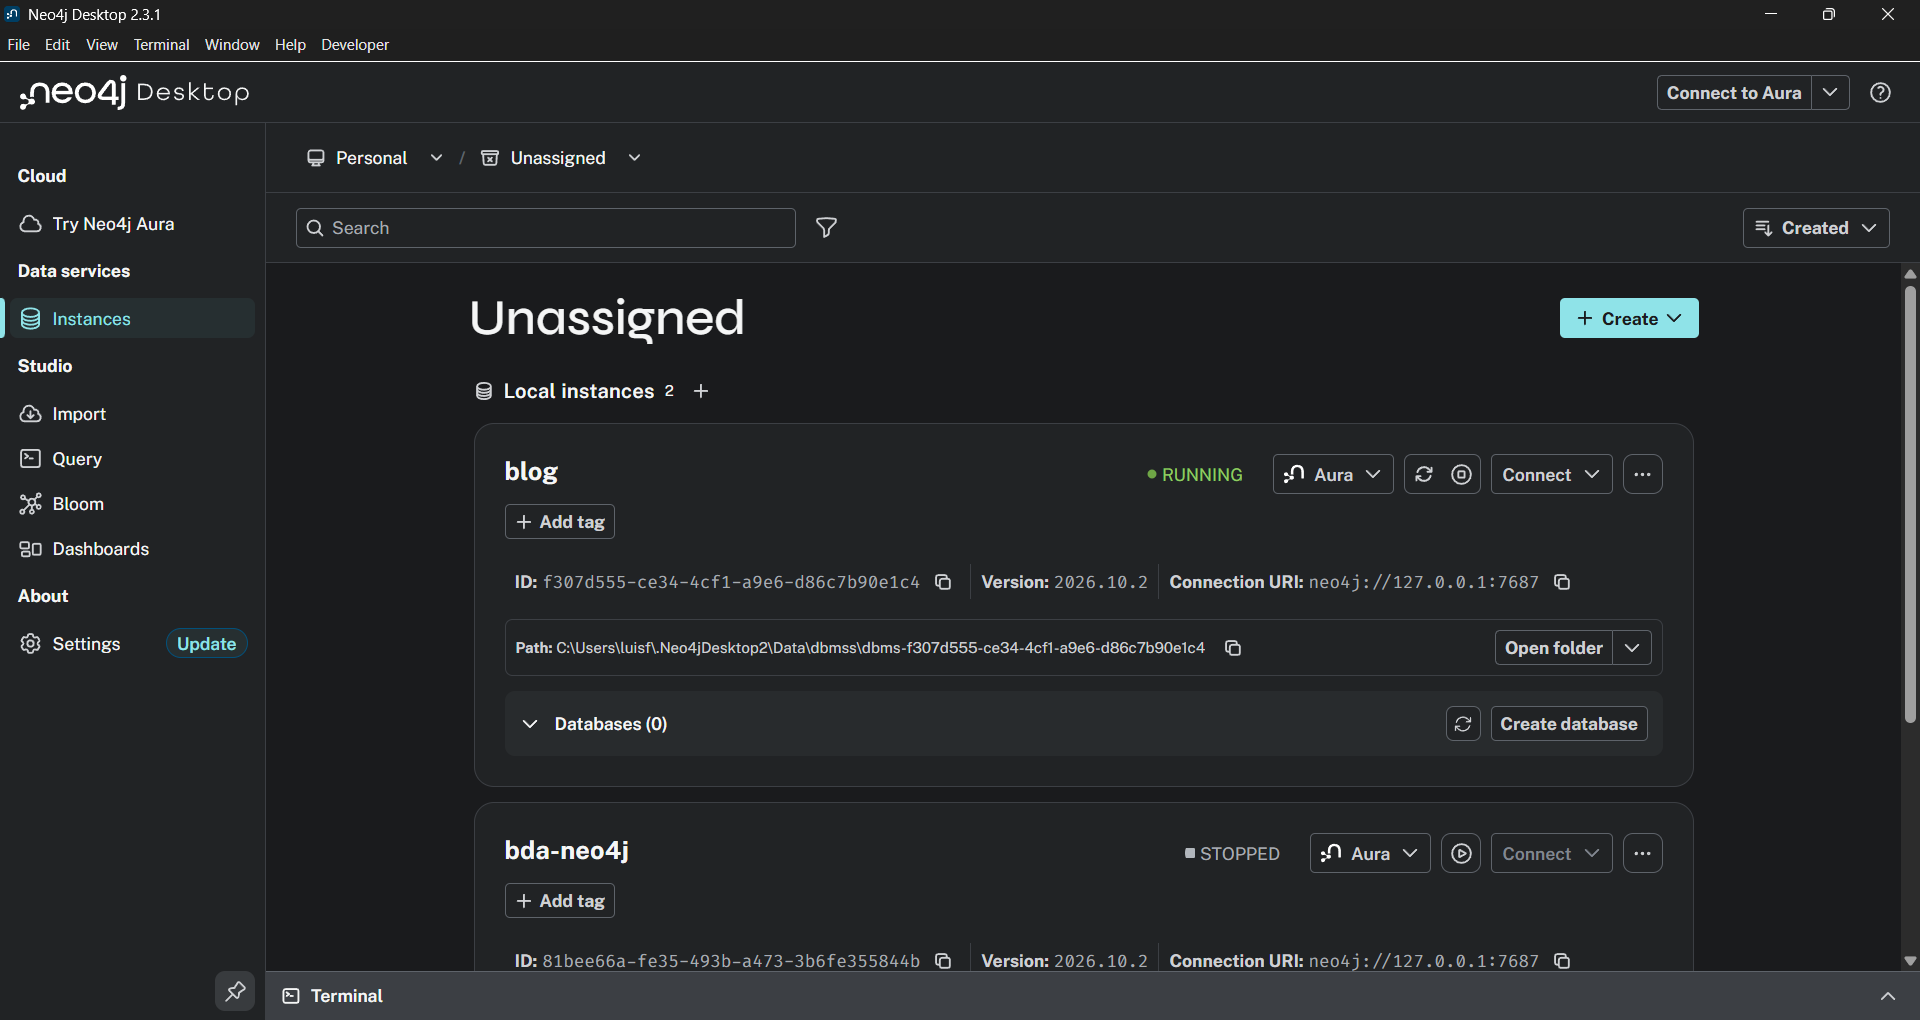 Neo4j Desktop 2.3.1
File Edit View Terminal Window Help Developer
neo4j Desktop
Connect to Aura
Cloud
Try Neo4j Aura
Data services
Instances
Studio
Import
Query
Bloom
Dashboards
About
Settings Update
Personal / Unassigned
Search
Created
Unassigned
+ Create
Local instances 2 +
blog
RUNNING Aura Connect ...
+ Add tag
ID: f307d555-ce34-4cf1-a9e6-d86c7b90e1c4 Version: 2026.10.2 Connection URI: neo4j://127.0.0.1:7687
Path: C:\Users\luisf\.Neo4jDesktop2\Data\dbmss\dbms-f307d555-ce34-4cf1-a9e6-d86c7b90e1c4 Open folder
Databases (0) Create database
bda-neo4j
STOPPED Aura Connect ...
+ Add tag
ID: 81bee66a-fe35-493b-a473-3b6fe355844b Version: 2026.10.2 Connection URI: neo4j://127.0.0.1:7687
Terminal